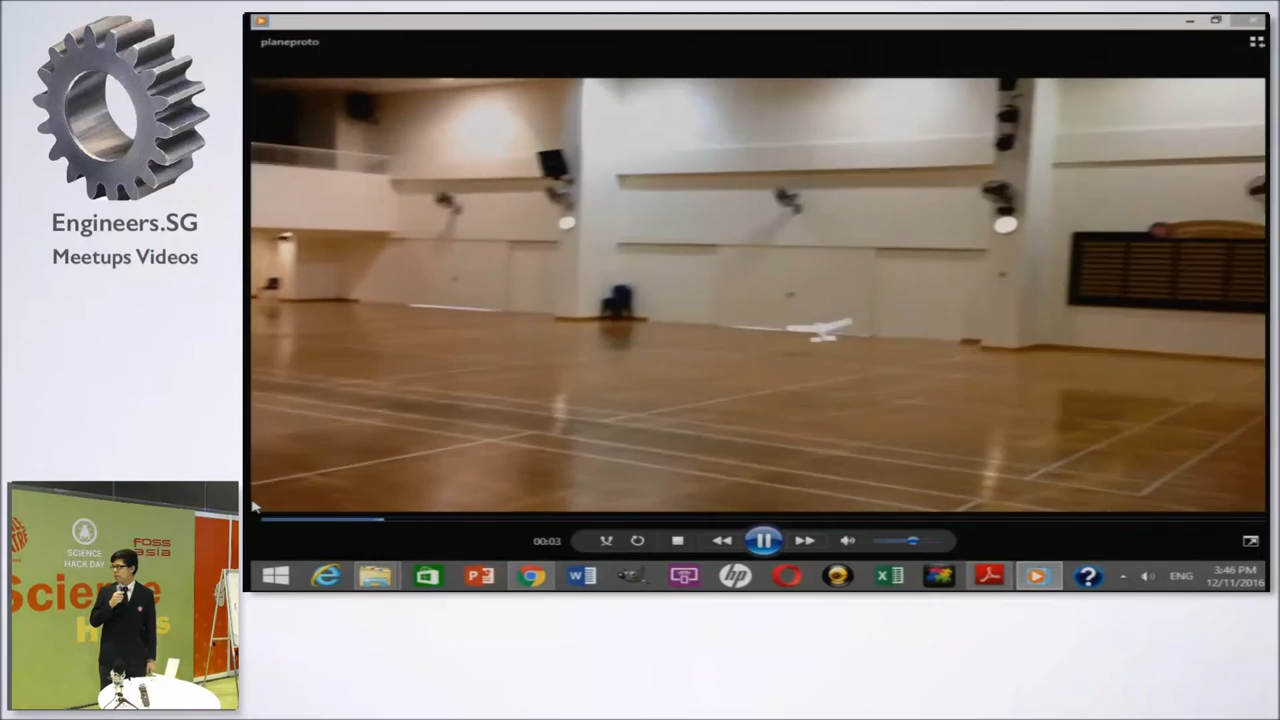 planeproto
Engineers.SG
Meetups Videos
00:03
ENG
3:46 PM
12/11/2016
SCIENCE
HACK DAY
FOSS
asia
Science